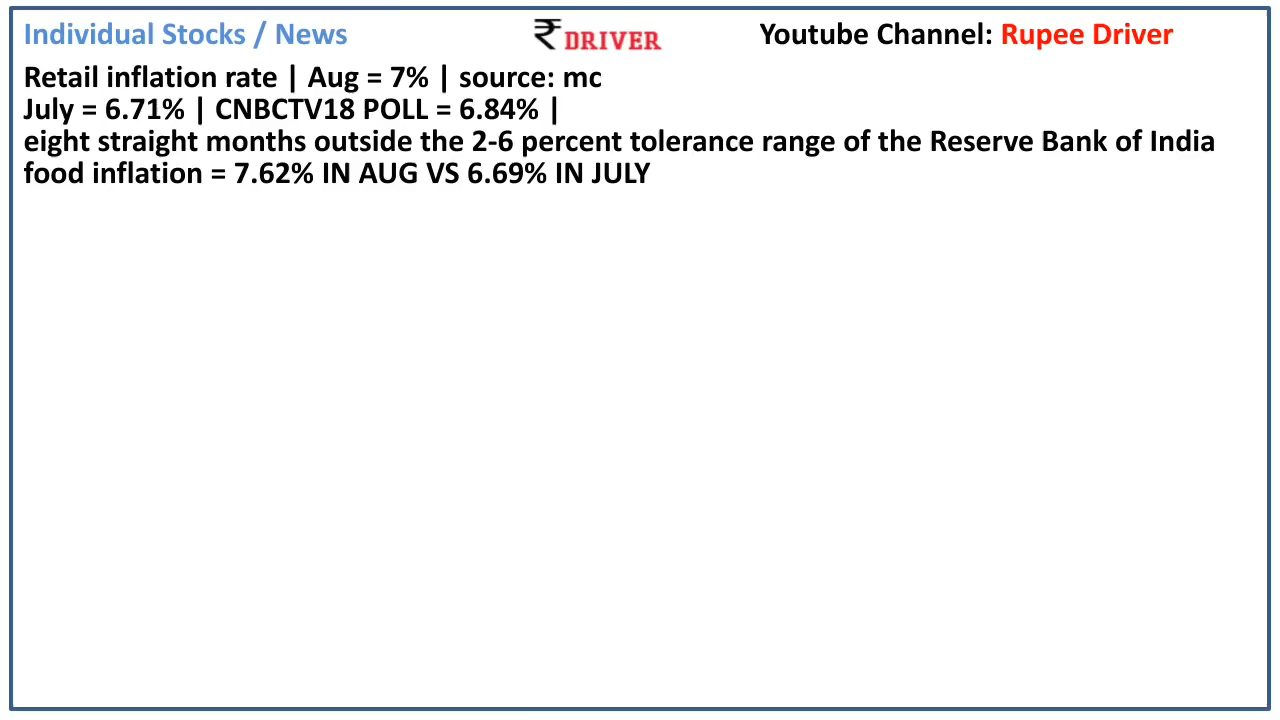 Individual Stocks / News
₹ DRIVER
Youtube Channel: Rupee Driver
Retail inflation rate | Aug = 7% | source: mc
July = 6.71% | CNBCTV18 POLL = 6.84% |
eight straight months outside the 2-6 percent tolerance range of the Reserve Bank of India
food inflation = 7.62% IN AUG VS 6.69% IN JULY